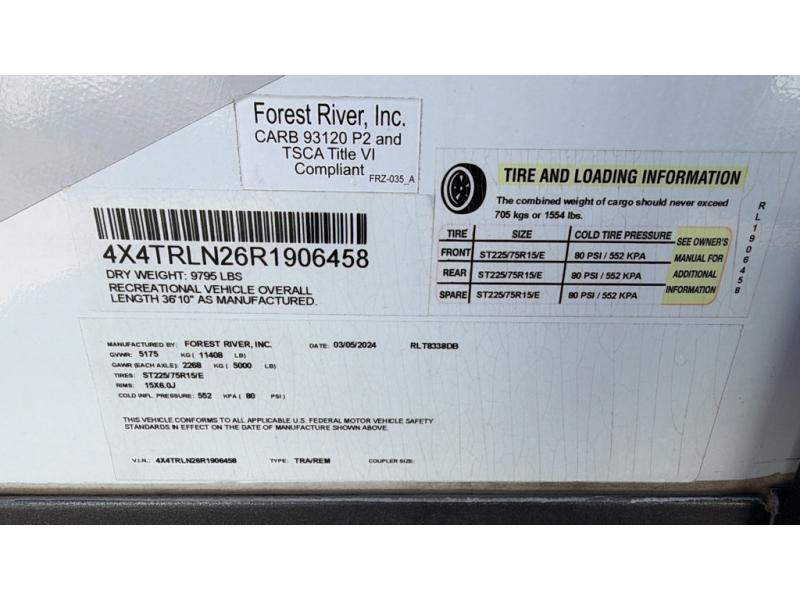 Forest River, Inc.
CARB 93120 P2 and
TSCA Title VI
Compliant FRZ-035_A
4X4TRLN26R1906458
DRY WEIGHT: 9795 LBS
RECREATIONAL VEHICLE OVERALL
LENGTH 36'10" AS MANUFACTURED.
TIRE AND LOADING INFORMATION
The combined weight of cargo should never exceed
705 kgs or 1554 lbs.
TIRE SIZE COLD TIRE PRESSURE
FRONT ST225/75R15/E 80 PSI / 552 KPA
REAR ST225/75R15/E 80 PSI / 552 KPA
SPARE ST225/75R15/E 80 PSI / 552 KPA
SEE OWNER'S
MANUAL FOR
ADDITIONAL
INFORMATION
RL1906458
MANUFACTURED BY: FOREST RIVER, INC. DATE: 03/05/2024 RLT8338DB
GVWR: 5175 KG ( 11408 LB)
GAWR (EACH AXLE): 2268 KG ( 5000 LB)
TIRES: ST225/75R15/E
RIMS: 15X6.0J
COLD INFL. PRESSURE: 552 KPA ( 80 PSI)
THIS VEHICLE CONFORMS TO ALL APPLICABLE U.S. FEDERAL MOTOR VEHICLE SAFETY
STANDARDS IN EFFECT ON THE DATE OF MANUFACTURE SHOWN ABOVE.
V.I.N.: 4X4TRLN26R1906458 TYPE: TRA/REM COUPLER SIZE: